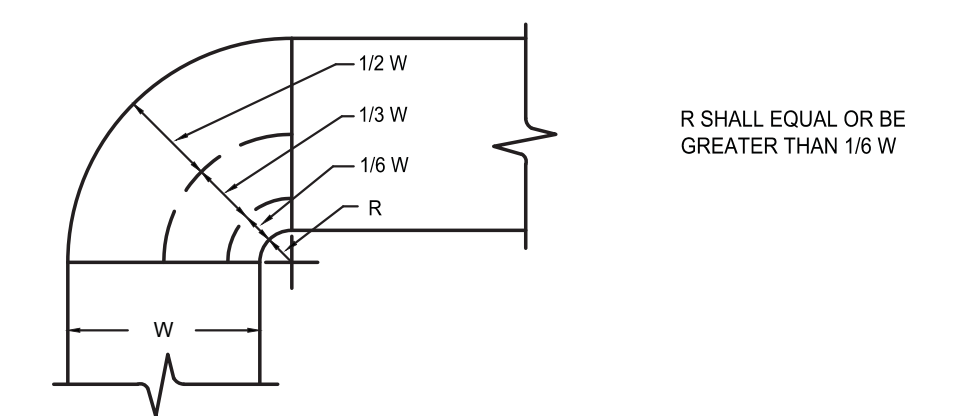 1/2 W
1/3 W
1/6 W
R
W
R SHALL EQUAL OR BE
GREATER THAN 1/6 W